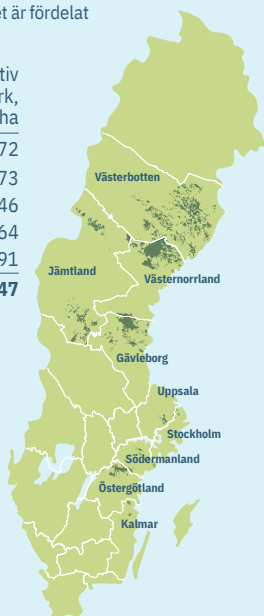 et är fördelat
tiv
rk,
ha
72
73
46
64
91
47
Västerbotten
Jämtland
Västernorrland
Gävleborg
Uppsala
Stockholm
Södermanland
Östergötland
Kalmar